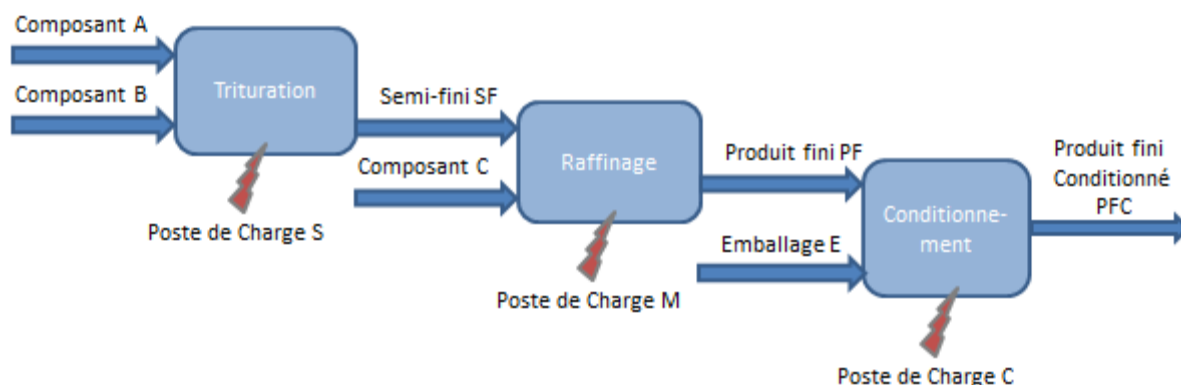 Composant A
Composant B
Trituration
Poste de Charge S
Semi-fini SF
Composant C
Raffinage
Poste de Charge M
Produit fini PF
Emballage E
Conditionne-
ment
Poste de Charge C
Produit fini
Conditionné
PFC